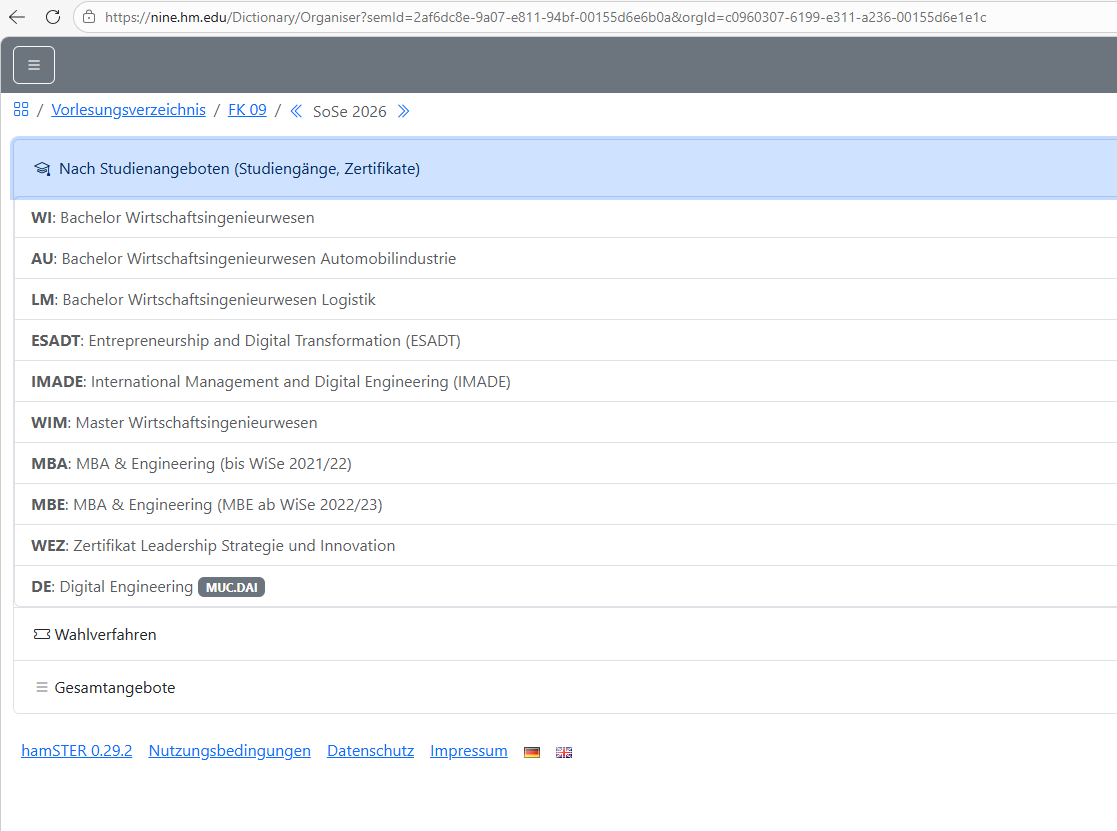 https://nine.hm.edu/Dictionary/Organiser?semId=2af6dc8e-9a07-e811-94bf-00155d6e6b0a&orgId=c0960307-6199-e311-a236-00155d6e1e1c
/ Vorlesungsverzeichnis / FK 09 / « SoSe 2026 »
Nach Studienangeboten (Studiengänge, Zertifikate)
WI: Bachelor Wirtschaftsingenieurwesen
AU: Bachelor Wirtschaftsingenieurwesen Automobilindustrie
LM: Bachelor Wirtschaftsingenieurwesen Logistik
ESADT: Entrepreneurship and Digital Transformation (ESADT)
IMADE: International Management and Digital Engineering (IMADE)
WIM: Master Wirtschaftsingenieurwesen
MBA: MBA & Engineering (bis WiSe 2021/22)
MBE: MBA & Engineering (MBE ab WiSe 2022/23)
WEZ: Zertifikat Leadership Strategie und Innovation
DE: Digital Engineering MUC.DAI
Wahlverfahren
Gesamtangebote
hamSTER 0.29.2 Nutzungsbedingungen Datenschutz Impressum